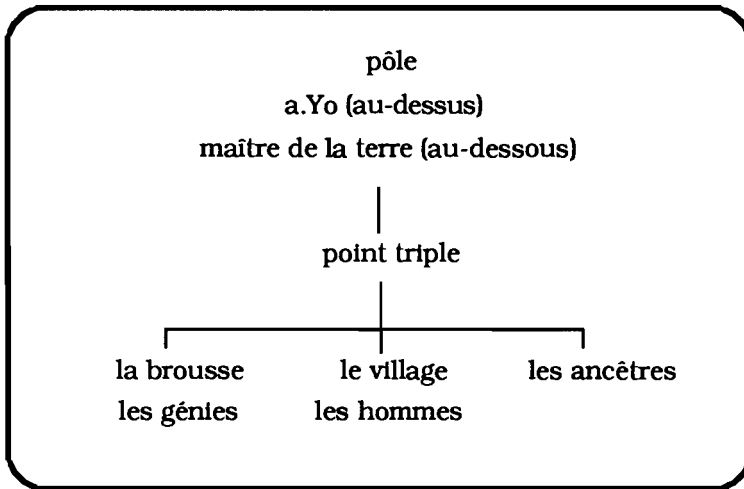 pôle
a.Yo (au-dessus)
maître de la terre (au-dessous)
point triple
la brousse le village les ancêtres
les génies les hommes